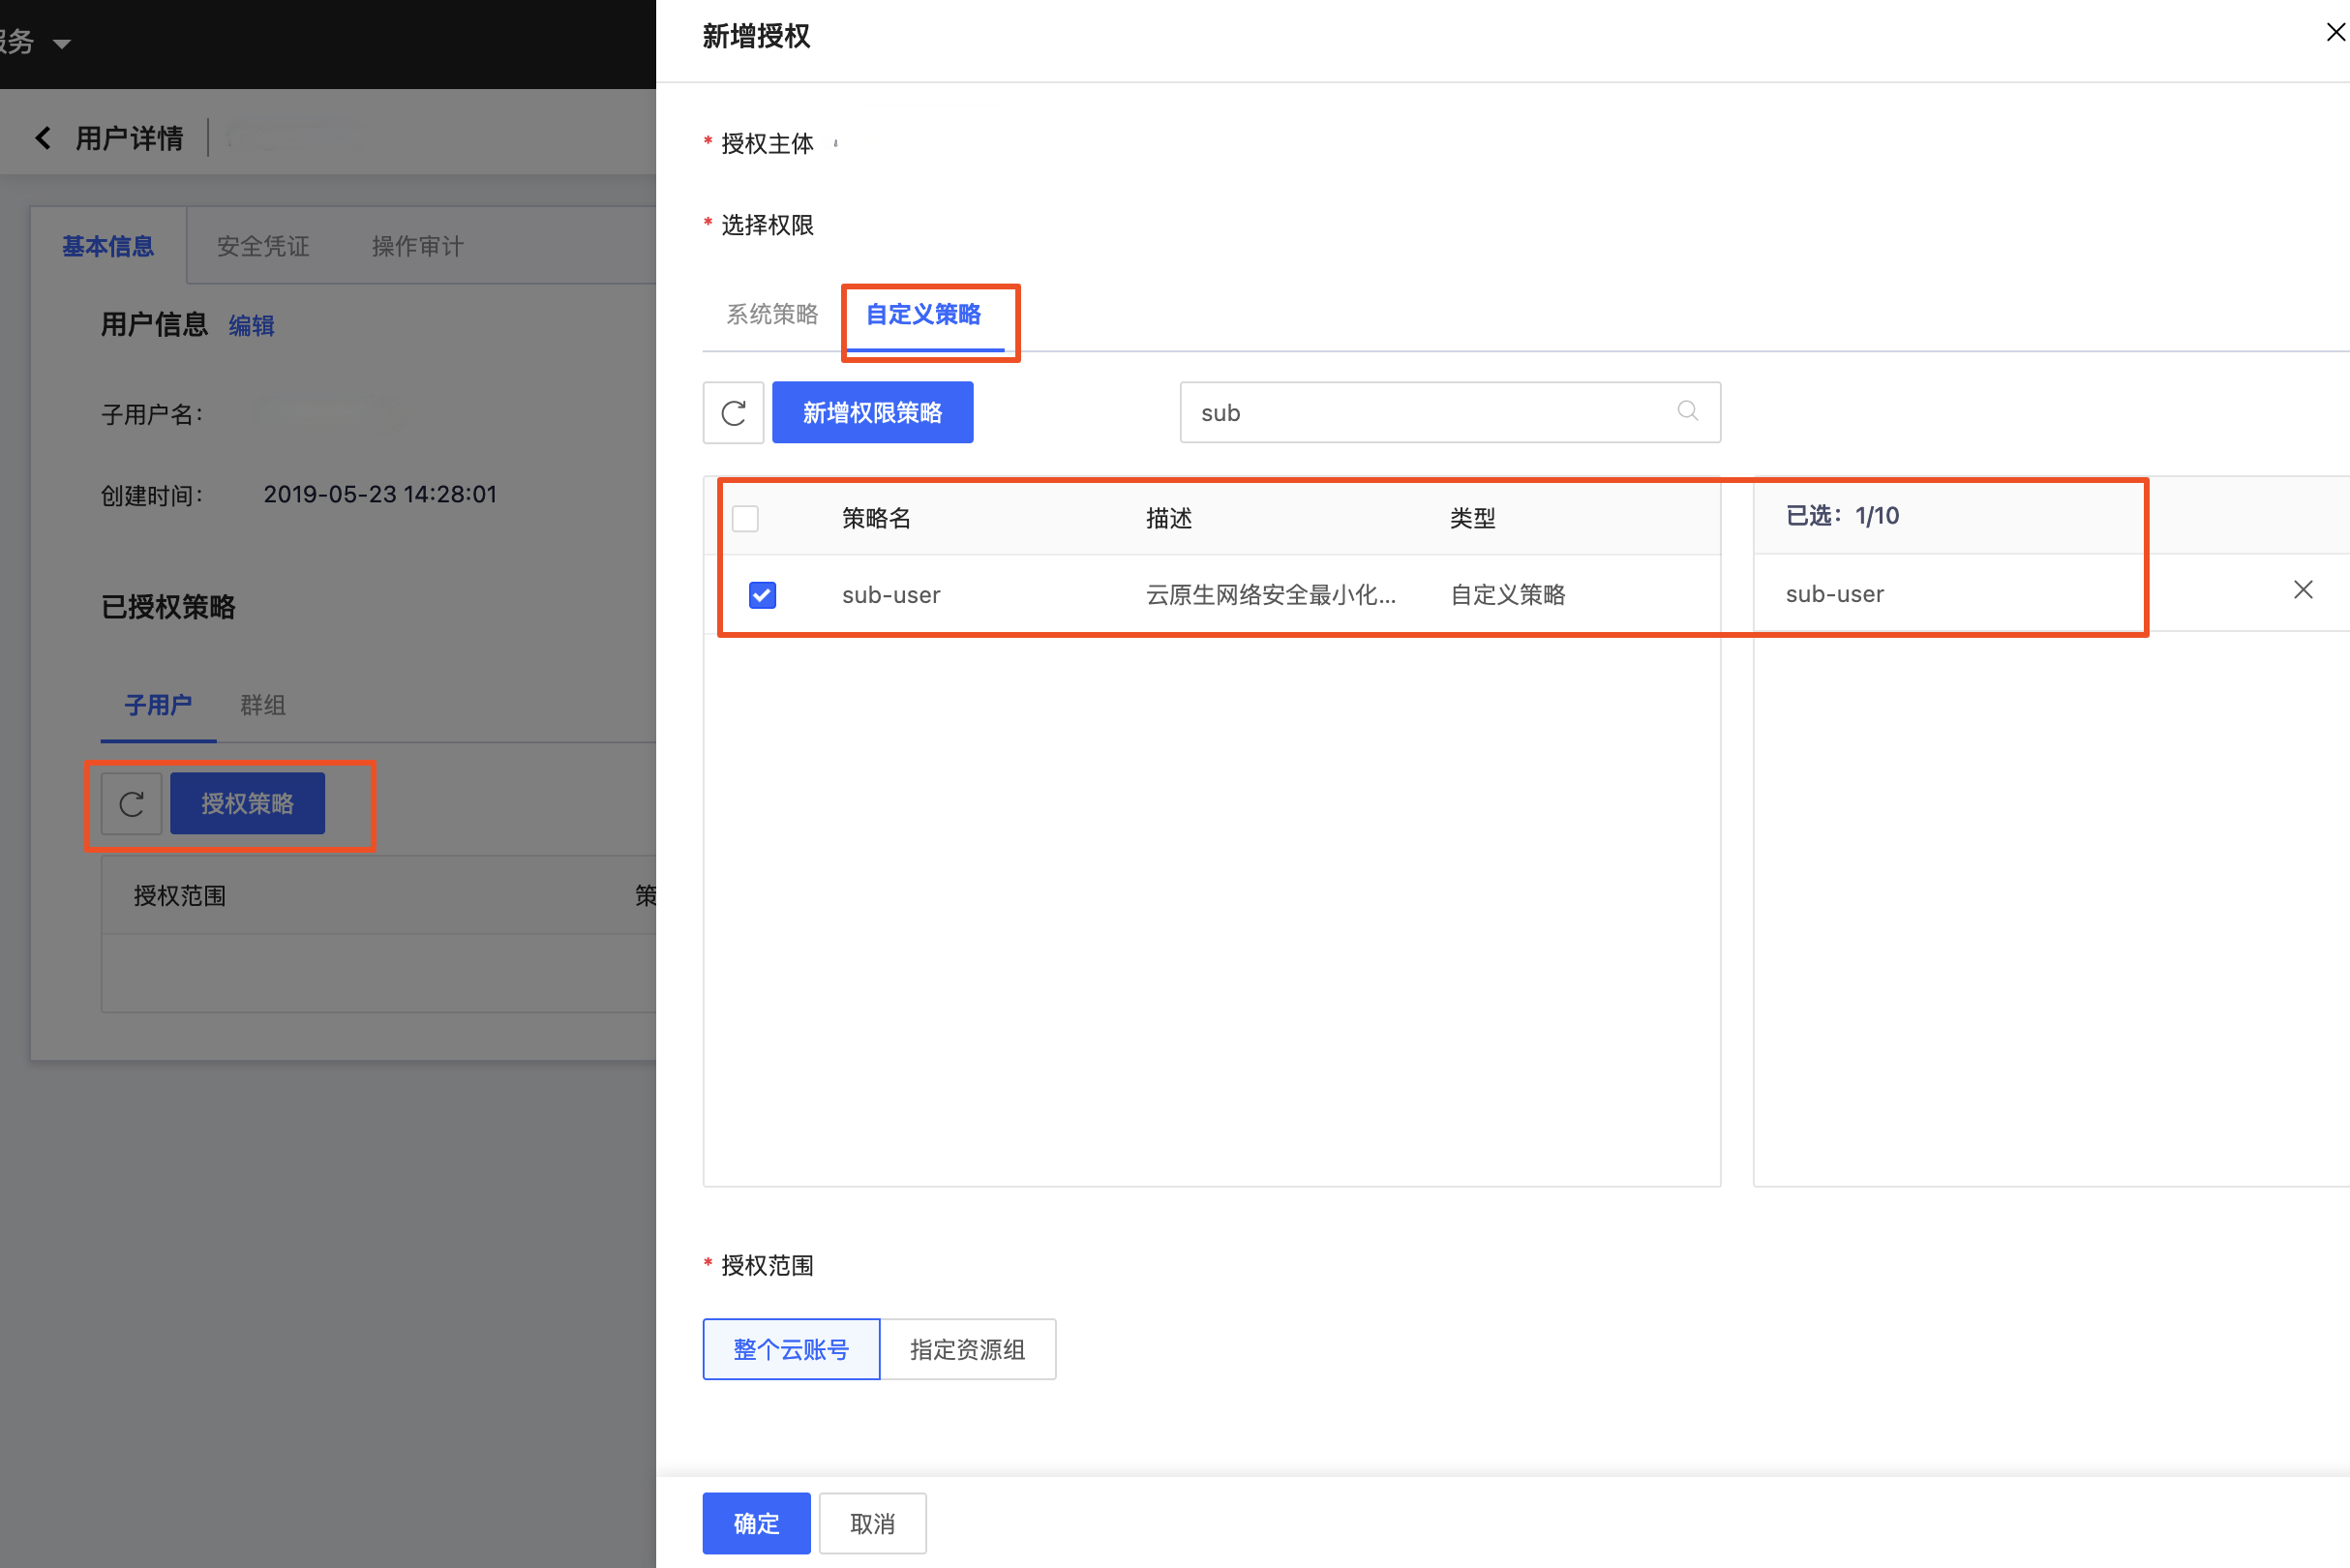 服务
用户详情
基本信息 安全凭证 操作审计
用户信息 编辑
子用户名：
创建时间： 2019-05-23 14:28:01
已授权策略
子用户 群组
授权策略
授权范围 策
新增授权
* 授权主体
* 选择权限
系统策略 自定义策略
新增权限策略 sub
策略名 描述 类型 已选：1/10
sub-user 云原生网络安全最小化... 自定义策略 sub-user
* 授权范围
整个云账号 指定资源组
确定 取消